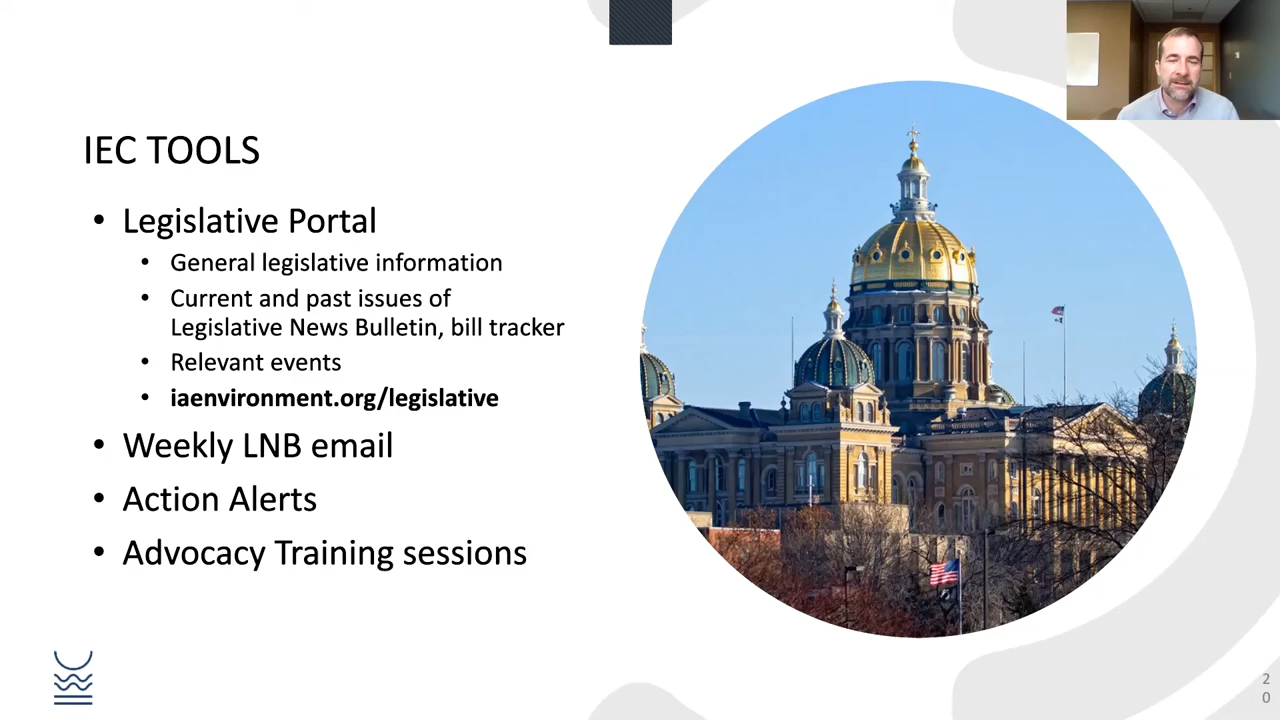 IEC TOOLS
• Legislative Portal
• General legislative information
• Current and past issues of
Legislative News Bulletin, bill tracker
• Relevant events
• iaenvironment.org/legislative
• Weekly LNB email
• Action Alerts
• Advocacy Training sessions
2
0